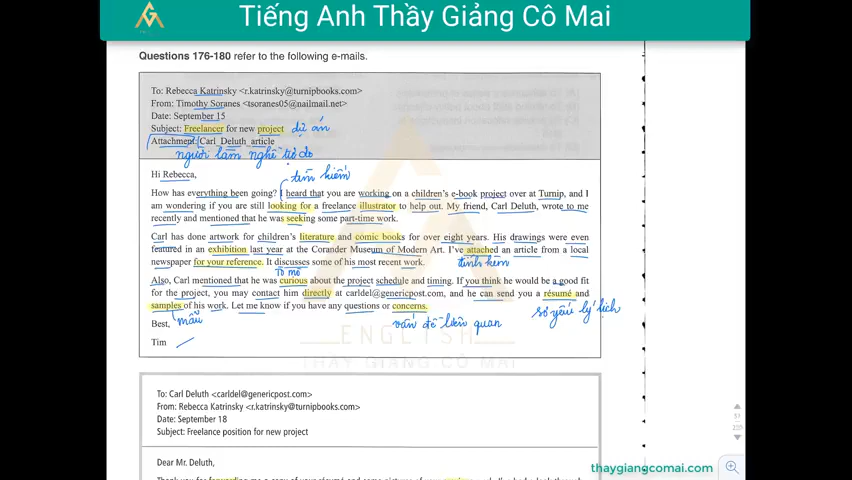 Tiếng Anh Thầy Giảng Cô Mai
Questions 176-180 refer to the following e-mails.
To: Rebecca Katrinsky <r.katrinsky@turnipbooks.com>
From: Timothy Soranes <tsoranes05@nailmail.net>
Date: September 15
Subject: Freelancer for new project dự án
Attachment: Carl_Deluth_article
người làm nghề tự do
tìm kiếm
Hi Rebecca,
How has everything been going? I heard that you are working on a children's e-book project over at Turnip, and I
am wondering if you are still looking for a freelance illustrator to help out. My friend, Carl Deluth, wrote to me
recently and mentioned that he was seeking some part-time work.
Carl has done artwork for children's literature and comic books for over eight years. His drawings were even
featured in an exhibition last year at the Corander Museum of Modern Art. I've attached an article from a local
newspaper for your reference. It discusses some of his most recent work.
đính kèm
Tò mò
Also, Carl mentioned that he was curious about the project schedule and timing. If you think he would be a good fit
for the project, you may contact him directly at carldel@genericpost.com, and he can send you a résumé and
samples of his work. Let me know if you have any questions or concerns.
mẫu
sơ yếu lý lịch
Best,
vấn đề liên quan
Tim
ENGLISH
THẦY GIẢNG CÔ MAI
To: Carl Deluth <carldel@genericpost.com>
From: Rebecca Katrinsky <r.katrinsky@turnipbooks.com>
Date: September 18
Subject: Freelance position for new project
Dear Mr. Deluth,
thaygiangcomai.com